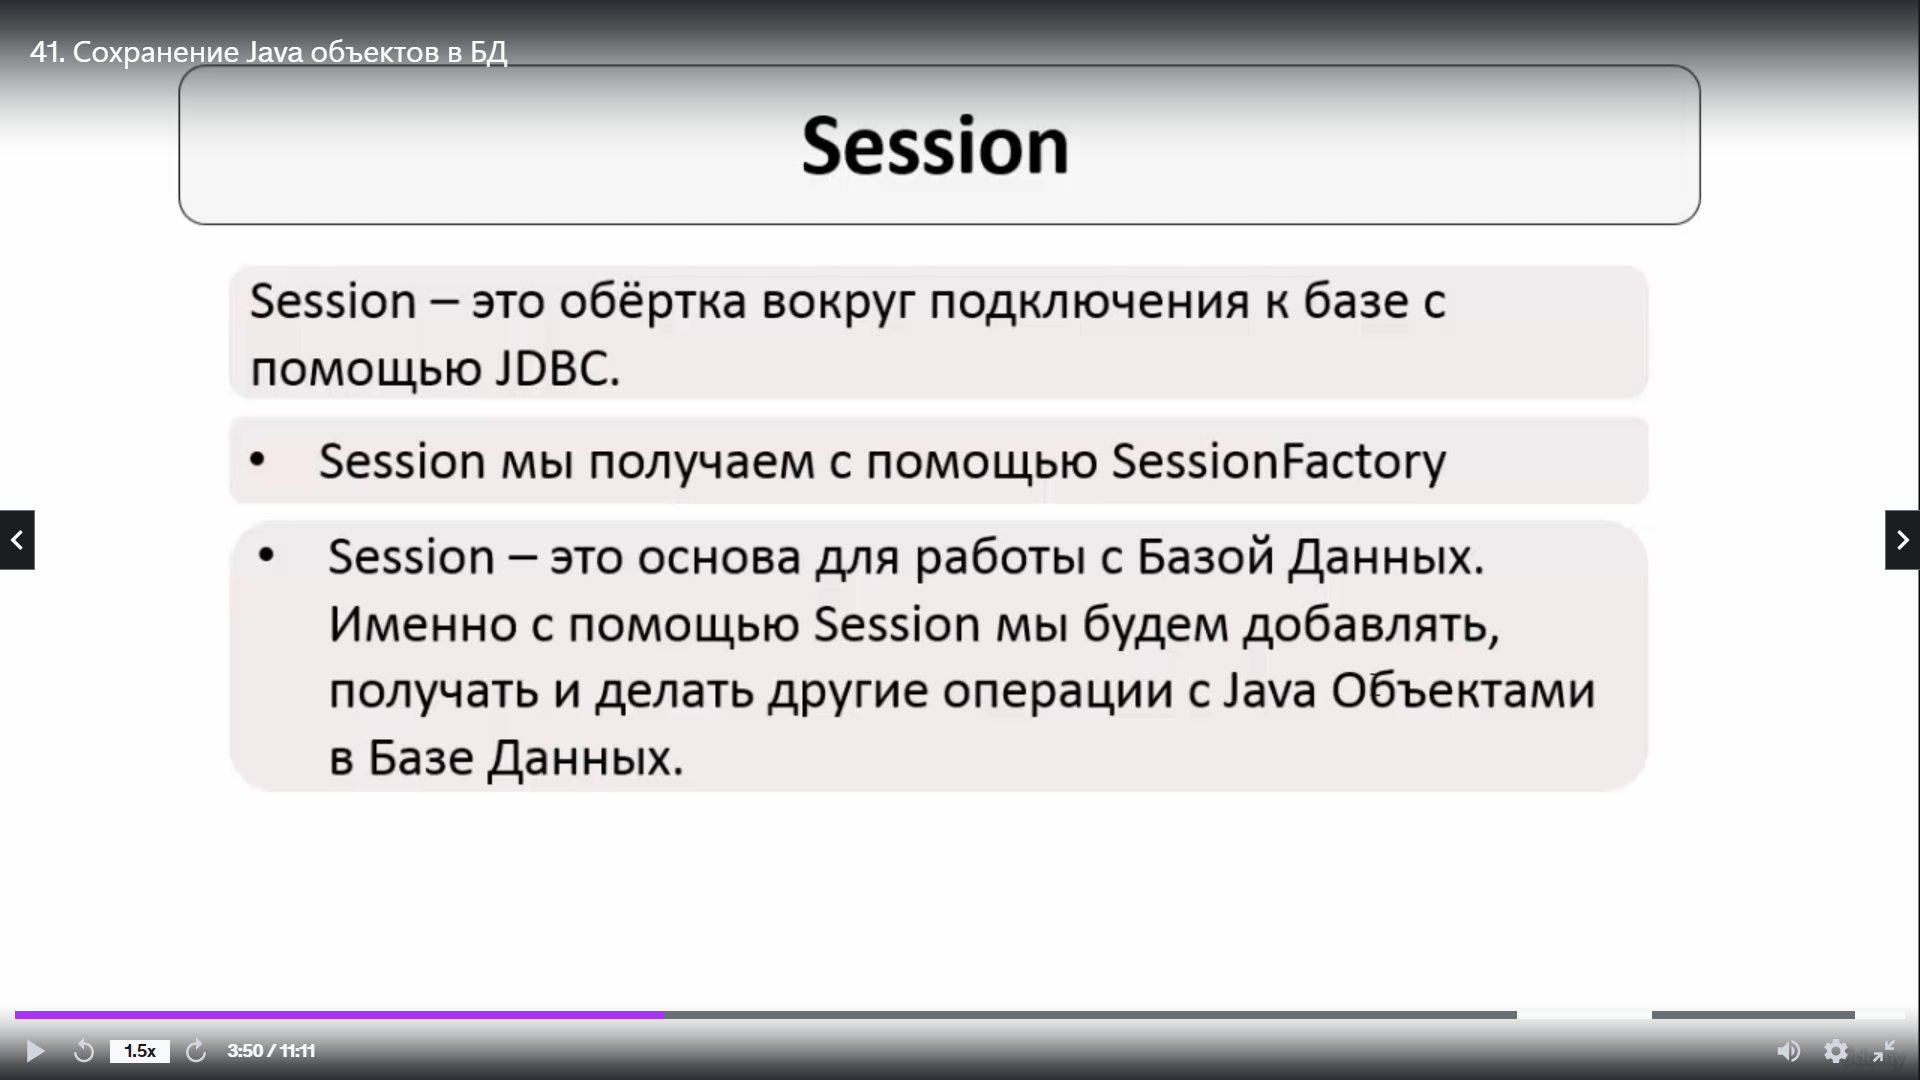 41. Сохранение Java объектов в БД
Session
Session – это обёртка вокруг подключения к базе с
помощью JDBC.
• Session мы получаем с помощью SessionFactory
• Session – это основа для работы с Базой Данных.
Именно с помощью Session мы будем добавлять,
получать и делать другие операции с Java Объектами
в Базе Данных.
1.5x
3:50 / 11:11